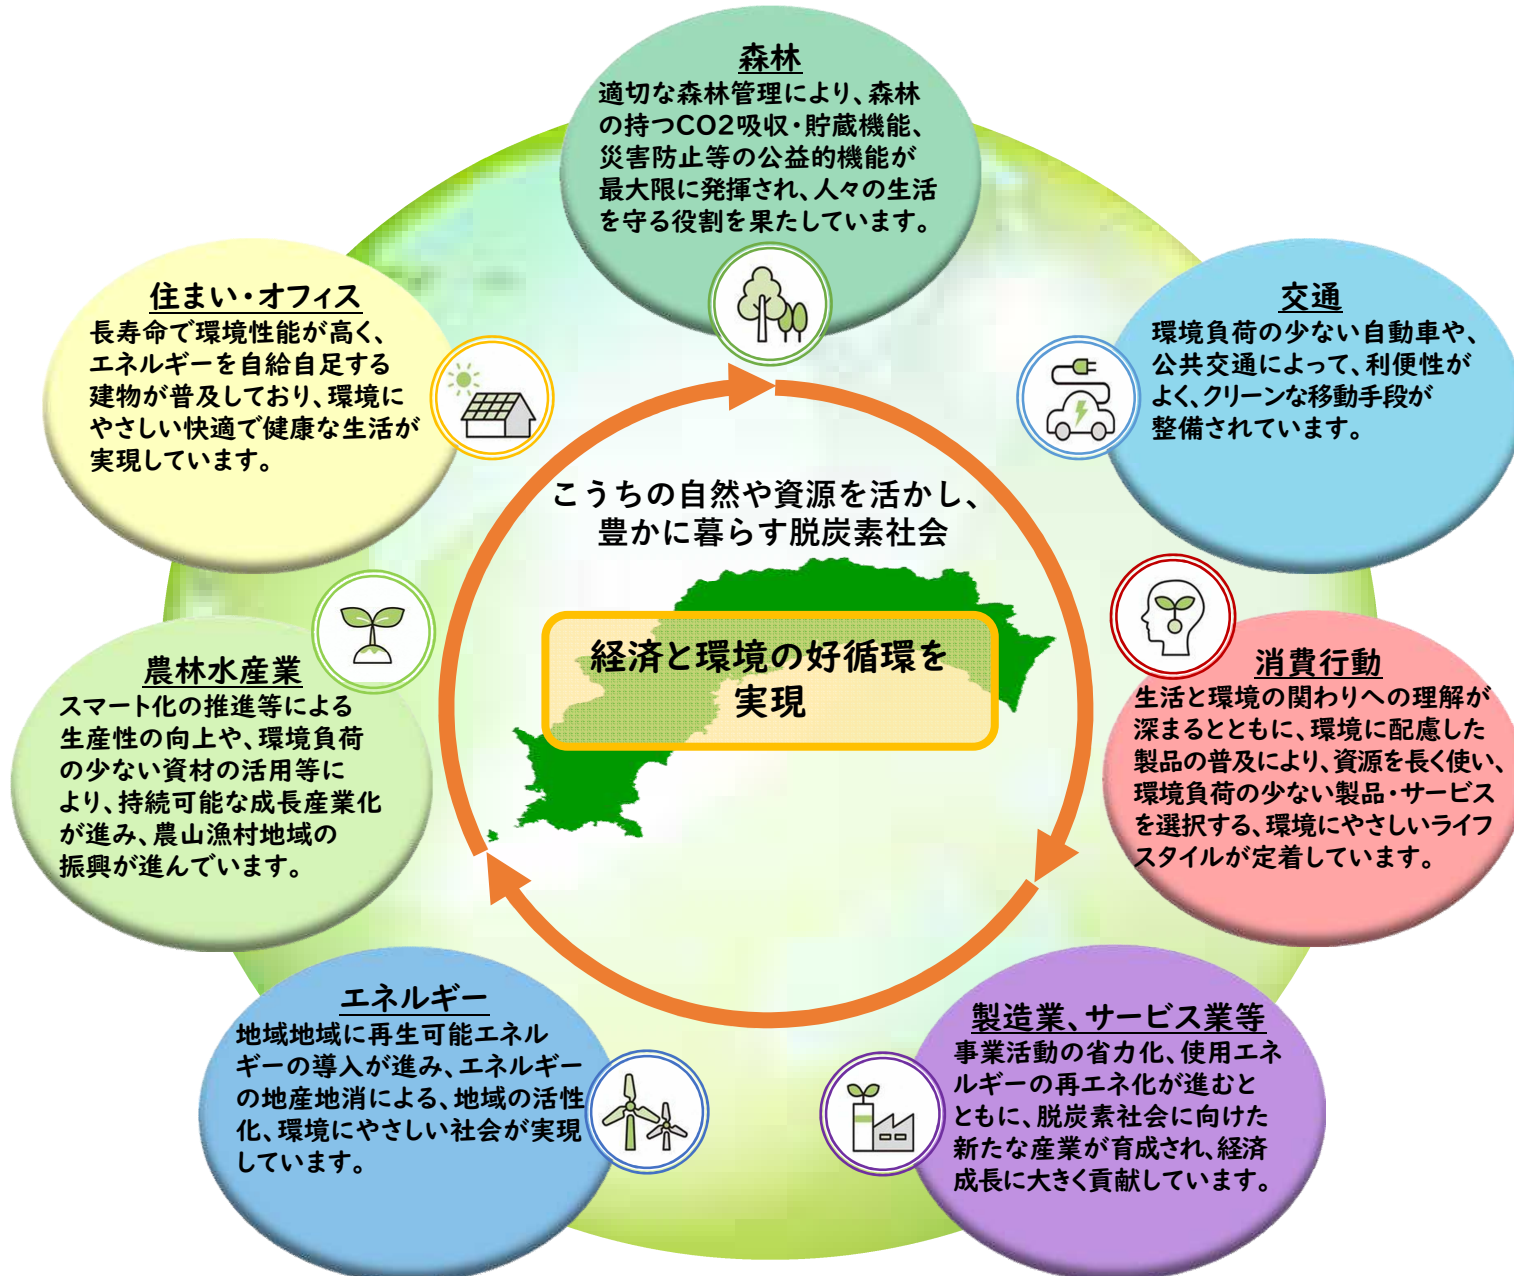 森林
適切な森林管理により、森林
の持つCO2吸収・貯蔵機能、
災害防止等の公益的機能が
最大限に発揮され、人々の生活
を守る役割を果たしています。
住まい・オフィス
長寿命で環境性能が高く、
エネルギーを自給自足する
建物が普及しており、環境に
やさしい快適で健康な生活が
実現しています。
交通
環境負荷の少ない自動車や、
公共交通によって、利便性が
よく、クリーンな移動手段が
整備されています。
こうちの自然や資源を活かし、
豊かに暮らす脱炭素社会
経済と環境の好循環を
実現
農林水産業
スマート化の推進等による
生産性の向上や、環境負荷
の少ない資材の活用等に
より、持続可能な成長産業化
が進み、農山漁村地域の
振興が進んでいます。
消費行動
生活と環境の関わりへの理解が
深まるとともに、環境に配慮した
製品の普及により、資源を長く使い、
環境負荷の少ない製品・サービス
を選択する、環境にやさしいライフ
スタイルが定着しています。
エネルギー
地域地域に再生可能エネル
ギーの導入が進み、エネルギー
の地産地消による、地域の活性
化、環境にやさしい社会が実現
しています。
製造業、サービス業等
事業活動の省力化、使用エネ
ルギーの再エネ化が進むと
ともに、脱炭素社会に向けた
新たな産業が育成され、経済
成長に大きく貢献しています。